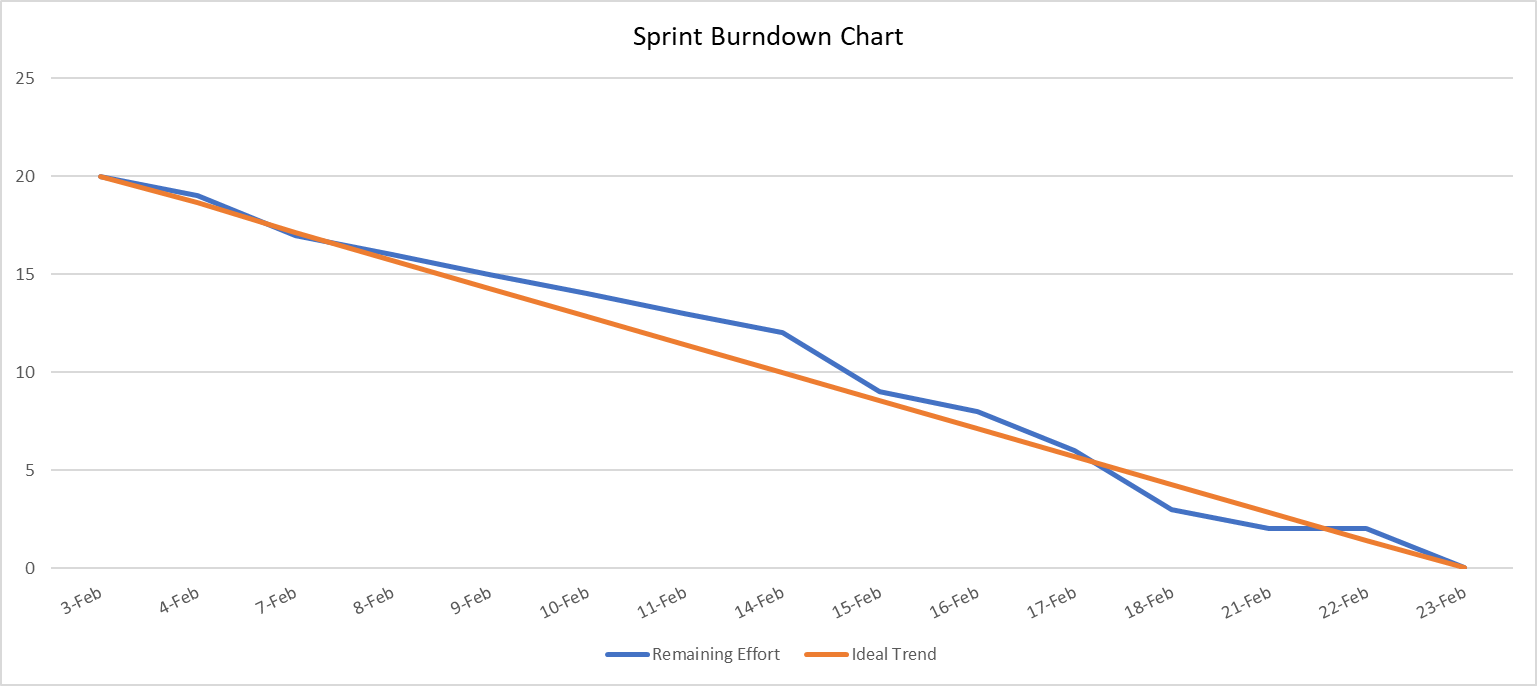 Sprint Burndown Chart
25
20
15
10
5
0
3-Feb 4-Feb 7-Feb 8-Feb 9-Feb 10-Feb 11-Feb 14-Feb 15-Feb 16-Feb 17-Feb 18-Feb 21-Feb 22-Feb 23-Feb
Remaining Effort Ideal Trend